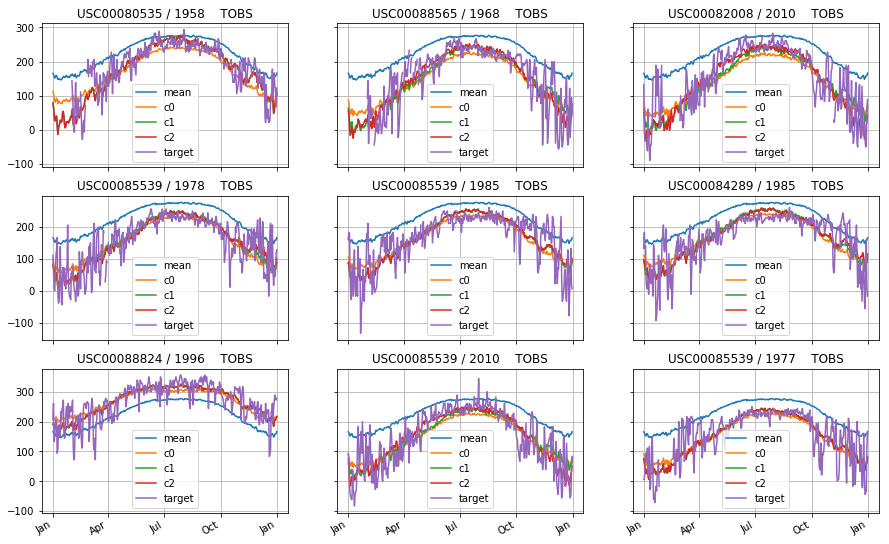 USC00080535 / 1958    TOBS
USC00088565 / 1968    TOBS
USC00082008 / 2010    TOBS
300
200
100
0
−100
mean
c0
c1
c2
target
mean
c0
c1
c2
target
mean
c0
c1
c2
target
USC00085539 / 1978    TOBS
USC00085539 / 1985    TOBS
USC00084289 / 1985    TOBS
200
100
0
−100
mean
c0
c1
c2
target
mean
c0
c1
c2
target
mean
c0
c1
c2
target
USC00088824 / 1996    TOBS
USC00085539 / 2010    TOBS
USC00085539 / 1977    TOBS
300
200
100
0
−100
mean
c0
c1
c2
target
mean
c0
c1
c2
target
mean
c0
c1
c2
target
Jan Apr Jul Oct Jan
Jan Apr Jul Oct Jan
Jan Apr Jul Oct Jan